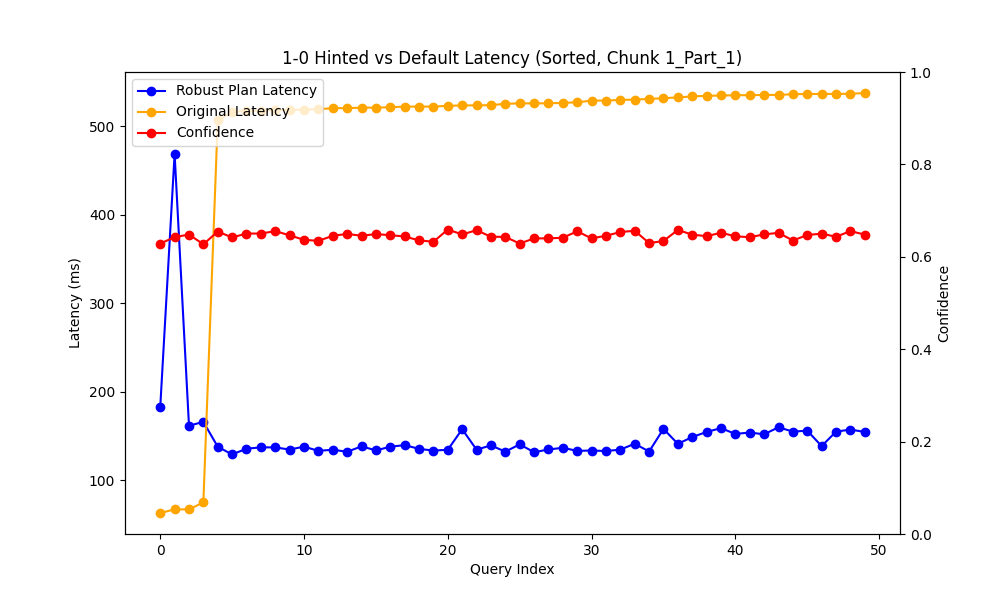 1-0 Hinted vs Default Latency (Sorted, Chunk 1_Part_1)
Robust Plan Latency
Original Latency
Confidence
500
400
300
200
100
Latency (ms)
1.0
0.8
0.6
0.4
0.2
0.0
Confidence
0 10 20 30 40 50
Query Index